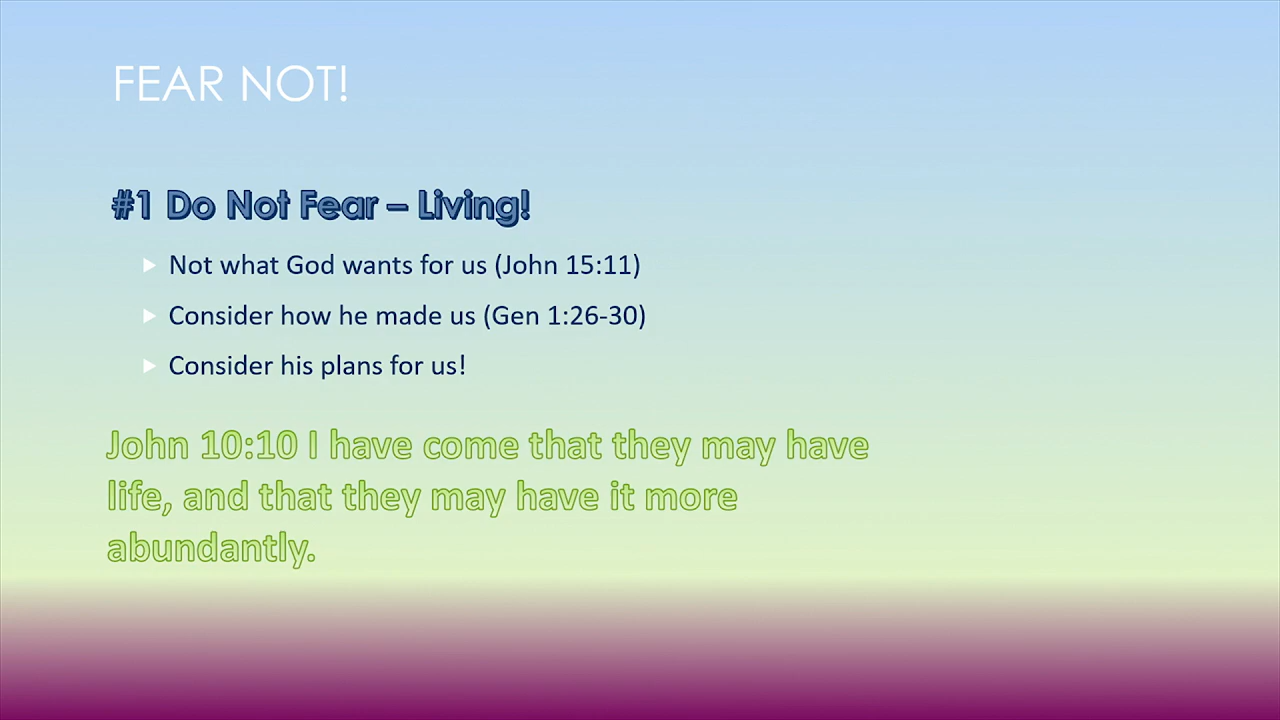 FEAR NOT!
#1 Do Not Fear – Living!
Not what God wants for us (John 15:11)
Consider how he made us (Gen 1:26-30)
Consider his plans for us!
John 10:10 I have come that they may have
life, and that they may have it more
abundantly.